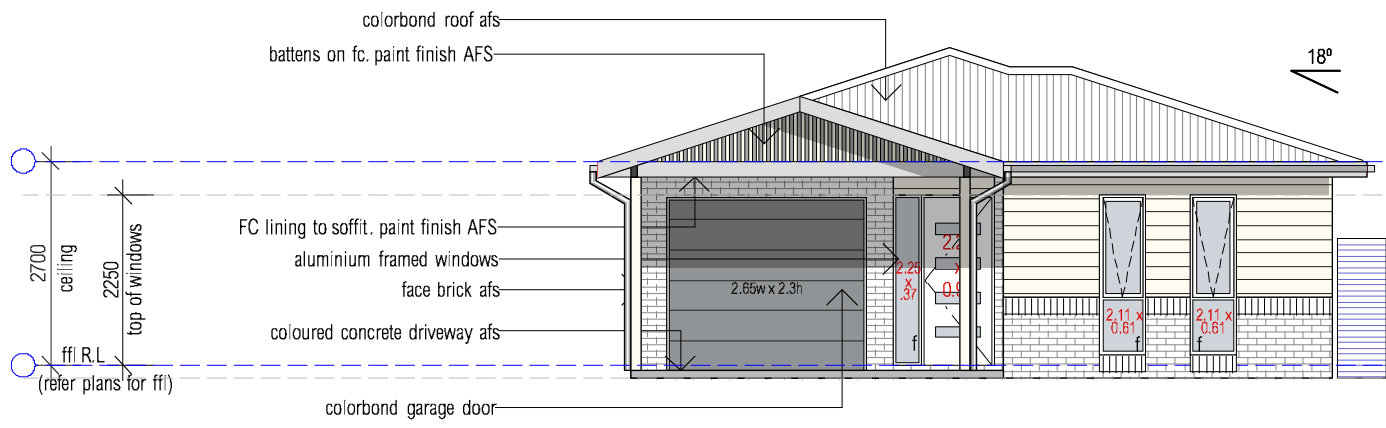 colorbond roof afs
battens on fc. paint finish AFS
18º
FC lining to soffit. paint finish AFS
aluminium framed windows
face brick afs
coloured concrete driveway afs
colorbond garage door
2700
ceiling
2250
top of windows
ffl R.L
(refer plans for ffl)
2.65w x 2.3h
2.25
x
.37
f
x
2.11 x
0.61
f
2.11 x
0.61
f